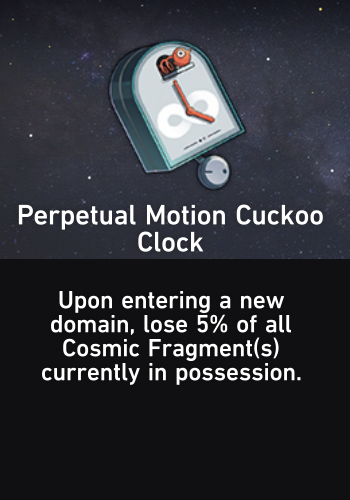 Perpetual Motion Cuckoo
Clock
Upon entering a new
domain, lose 5% of all
Cosmic Fragment(s)
currently in possession.